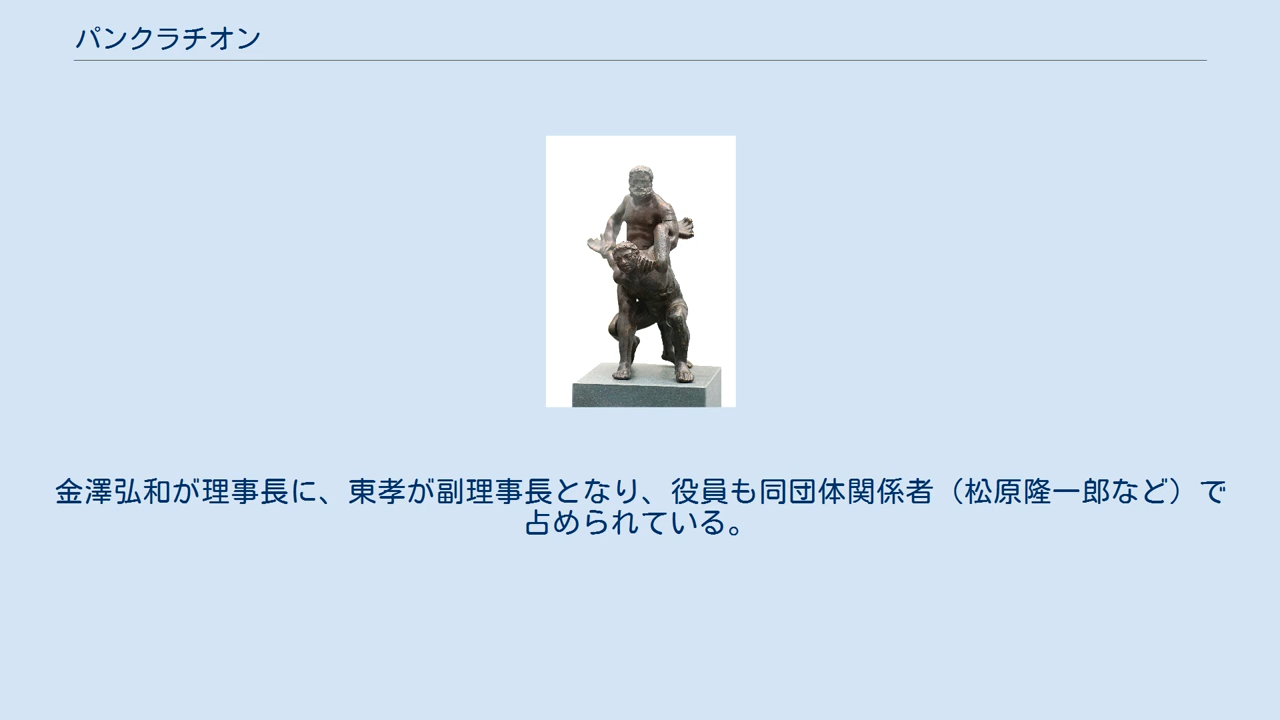 パンクラチオン
金澤弘和が理事長に、東孝が副理事長となり、役員も同団体関係者（松原隆一郎など）で
占められている。